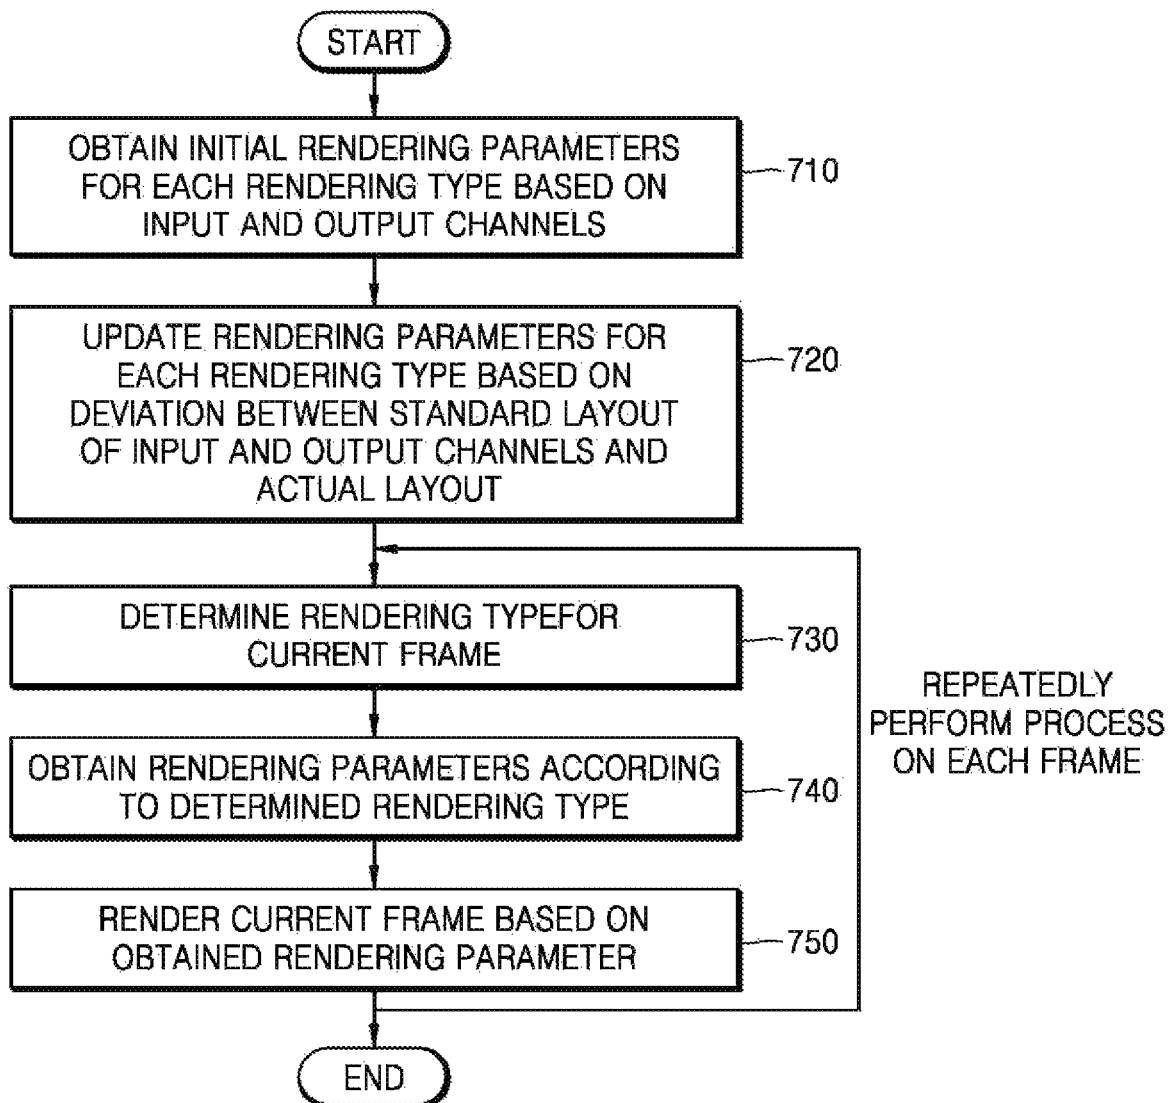 START
OBTAIN INITIAL RENDERING PARAMETERS
FOR EACH RENDERING TYPE BASED ON
INPUT AND OUTPUT CHANNELS
710
UPDATE RENDERING PARAMETERS FOR
EACH RENDERING TYPE BASED ON
DEVIATION BETWEEN STANDARD LAYOUT
OF INPUT AND OUTPUT CHANNELS AND
ACTUAL LAYOUT
720
DETERMINE RENDERING TYPEFOR
CURRENT FRAME
730
REPEATEDLY
PERFORM PROCESS
ON EACH FRAME
OBTAIN RENDERING PARAMETERS ACCORDING
TO DETERMINED RENDERING TYPE
740
RENDER CURRENT FRAME BASED ON
OBTAINED RENDERING PARAMETER
750
END